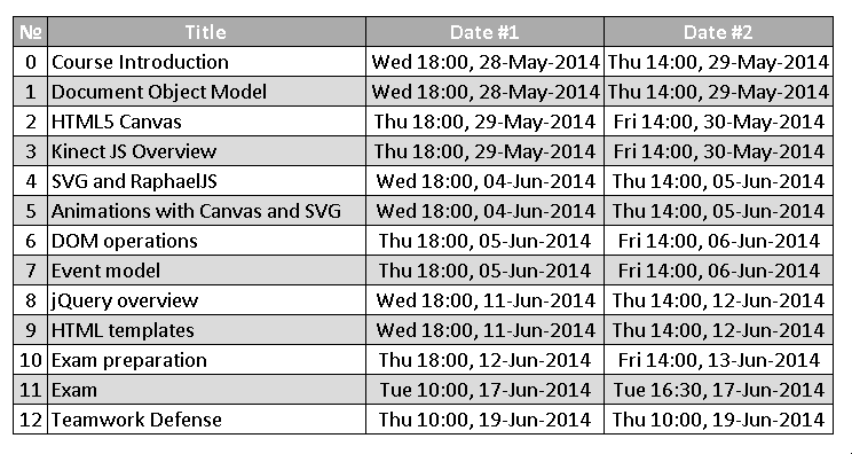 № Title Date #1 Date #2
0 Course Introduction Wed 18:00, 28-May-2014 Thu 14:00, 29-May-2014
1 Document Object Model Wed 18:00, 28-May-2014 Thu 14:00, 29-May-2014
2 HTML5 Canvas Thu 18:00, 29-May-2014 Fri 14:00, 30-May-2014
3 Kinect JS Overview Thu 18:00, 29-May-2014 Fri 14:00, 30-May-2014
4 SVG and RaphaelJS Wed 18:00, 04-Jun-2014 Thu 14:00, 05-Jun-2014
5 Animations with Canvas and SVG Wed 18:00, 04-Jun-2014 Thu 14:00, 05-Jun-2014
6 DOM operations Thu 18:00, 05-Jun-2014 Fri 14:00, 06-Jun-2014
7 Event model Thu 18:00, 05-Jun-2014 Fri 14:00, 06-Jun-2014
8 jQuery overview Wed 18:00, 11-Jun-2014 Thu 14:00, 12-Jun-2014
9 HTML templates Wed 18:00, 11-Jun-2014 Thu 14:00, 12-Jun-2014
10 Exam preparation Thu 18:00, 12-Jun-2014 Fri 14:00, 13-Jun-2014
11 Exam Tue 10:00, 17-Jun-2014 Tue 16:30, 17-Jun-2014
12 Teamwork Defense Thu 10:00, 19-Jun-2014 Thu 10:00, 19-Jun-2014